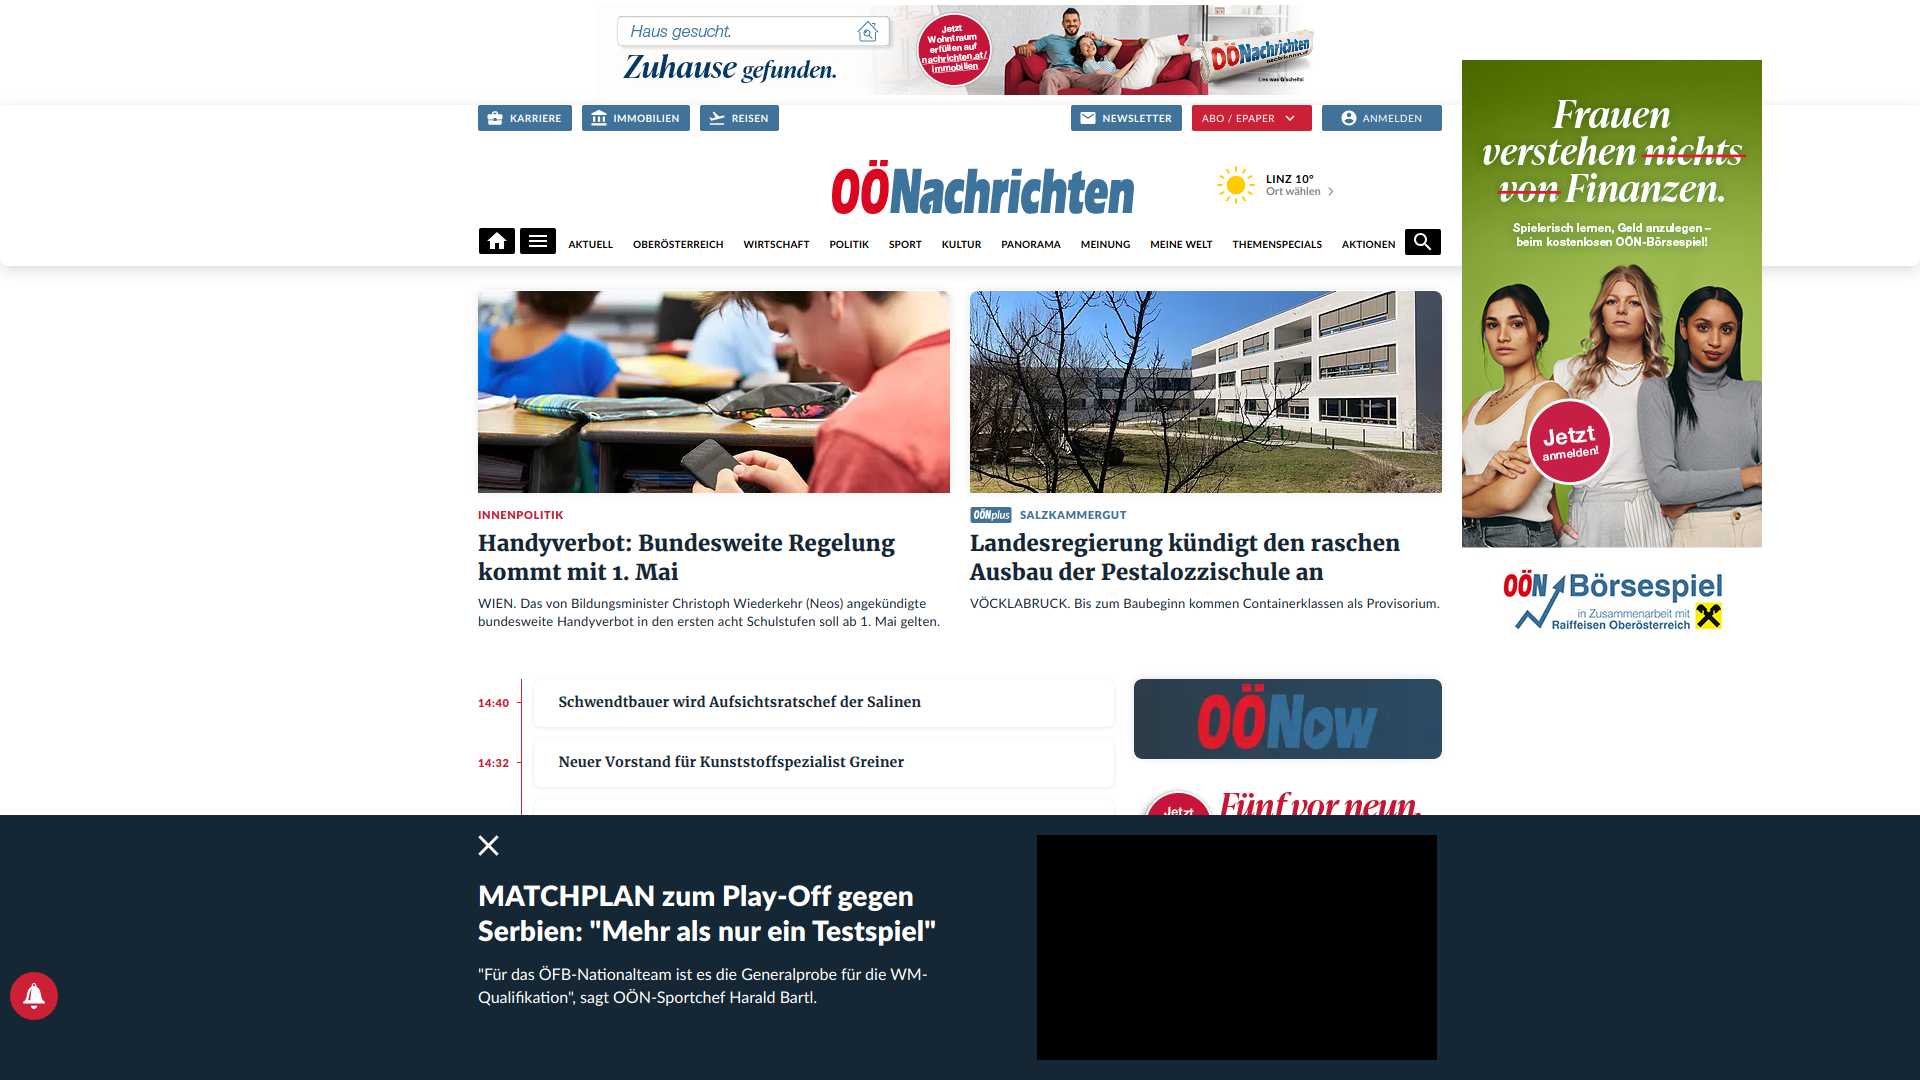 Haus gesucht.
Zuhause gefunden.
Jetzt
Wohntraum
erfüllen auf
nachrichten.at/
immobilien
OÖNachrichten
Lies was Gscheits!
KARRIERE
IMMOBILIEN
REISEN
NEWSLETTER
ABO / EPAPER
ANMELDEN
OÖNachrichten
LINZ 10°
Ort wählen
AKTUELL
OBERÖSTERREICH
WIRTSCHAFT
POLITIK
SPORT
KULTUR
PANORAMA
MEINUNG
MEINE WELT
THEMENSPECIALS
AKTIONEN
Frauen
verstehen nichts
von Finanzen.
Spielerisch lernen, Geld anzulegen –
beim kostenlosen OÖN-Börsespiel!
Jetzt
anmelden!
OÖN Börsespiel
in Zusammenarbeit mit
Raiffeisen Oberösterreich
INNENPOLITIK
Handyverbot: Bundesweite Regelung
kommt mit 1. Mai
WIEN. Das von Bildungsminister Christoph Wiederkehr (Neos) angekündigte
bundesweite Handyverbot in den ersten acht Schulstufen soll ab 1. Mai gelten.
OÖNplus SALZKAMMERGUT
Landesregierung kündigt den raschen
Ausbau der Pestalozzischule an
VÖCKLABRUCK. Bis zum Baubeginn kommen Containerklassen als Provisorium.
14:40 Schwendtbauer wird Aufsichtsratschef der Salinen
14:32 Neuer Vorstand für Kunststoffspezialist Greiner
OÖNow
Jetzt
Fünf vor neun.
MATCHPLAN zum Play-Off gegen
Serbien: "Mehr als nur ein Testspiel"
"Für das ÖFB-Nationalteam ist es die Generalprobe für die WM-
Qualifikation", sagt OÖN-Sportchef Harald Bartl.